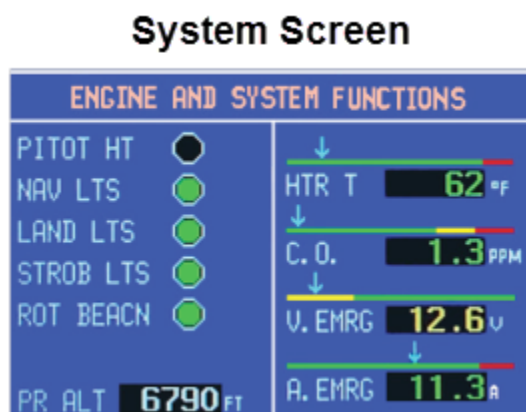 System Screen
ENGINE AND SYSTEM FUNCTIONS
PITOT HT
NAV LTS
LAND LTS
STROB LTS
ROT BEACN
PR ALT 6790 FT
HTR T 62 °F
C.O. 1.3 PPM
V.EMRG 12.6 V
A.EMRG 11.3 A